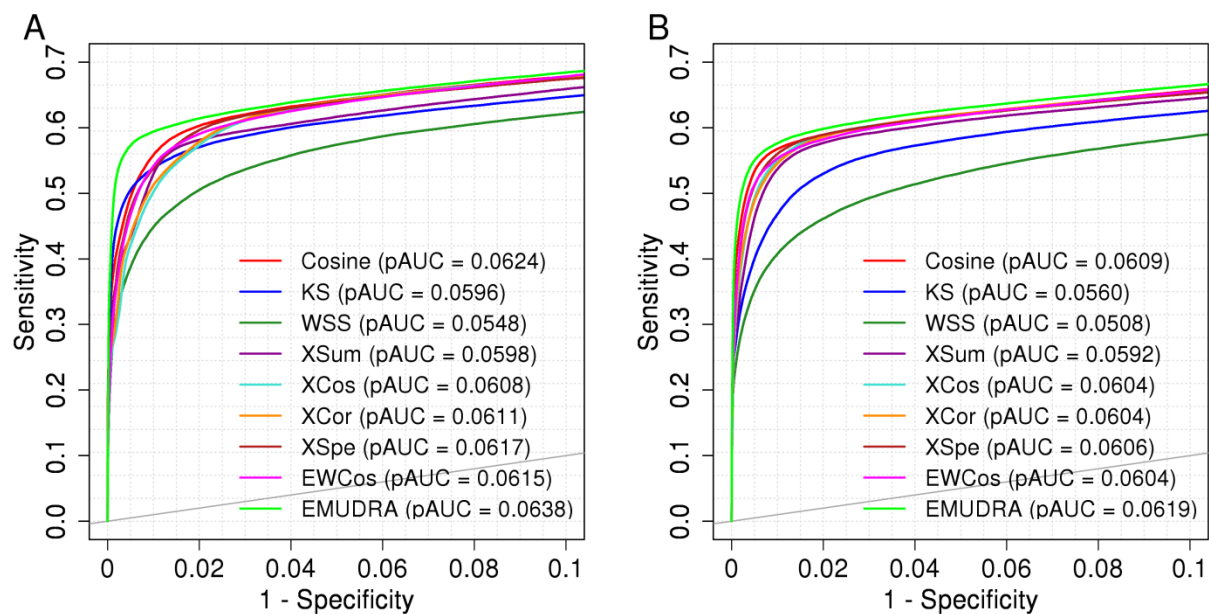 A
Sensitivity
0.7
0.6
0.5
0.4
0.3
0.2
0.1
0.0
Cosine (pAUC = 0.0624)
KS (pAUC = 0.0596)
WSS (pAUC = 0.0548)
XSum (pAUC = 0.0598)
XCos (pAUC = 0.0608)
XCor (pAUC = 0.0611)
XSpe (pAUC = 0.0617)
EWCos (pAUC = 0.0615)
EMUDRA (pAUC = 0.0638)
0 0.02 0.04 0.06 0.08 0.1
1 - Specificity
B
Sensitivity
0.7
0.6
0.5
0.4
0.3
0.2
0.1
0.0
Cosine (pAUC = 0.0609)
KS (pAUC = 0.0560)
WSS (pAUC = 0.0508)
XSum (pAUC = 0.0592)
XCos (pAUC = 0.0604)
XCor (pAUC = 0.0604)
XSpe (pAUC = 0.0606)
EWCos (pAUC = 0.0604)
EMUDRA (pAUC = 0.0619)
0 0.02 0.04 0.06 0.08 0.1
1 - Specificity